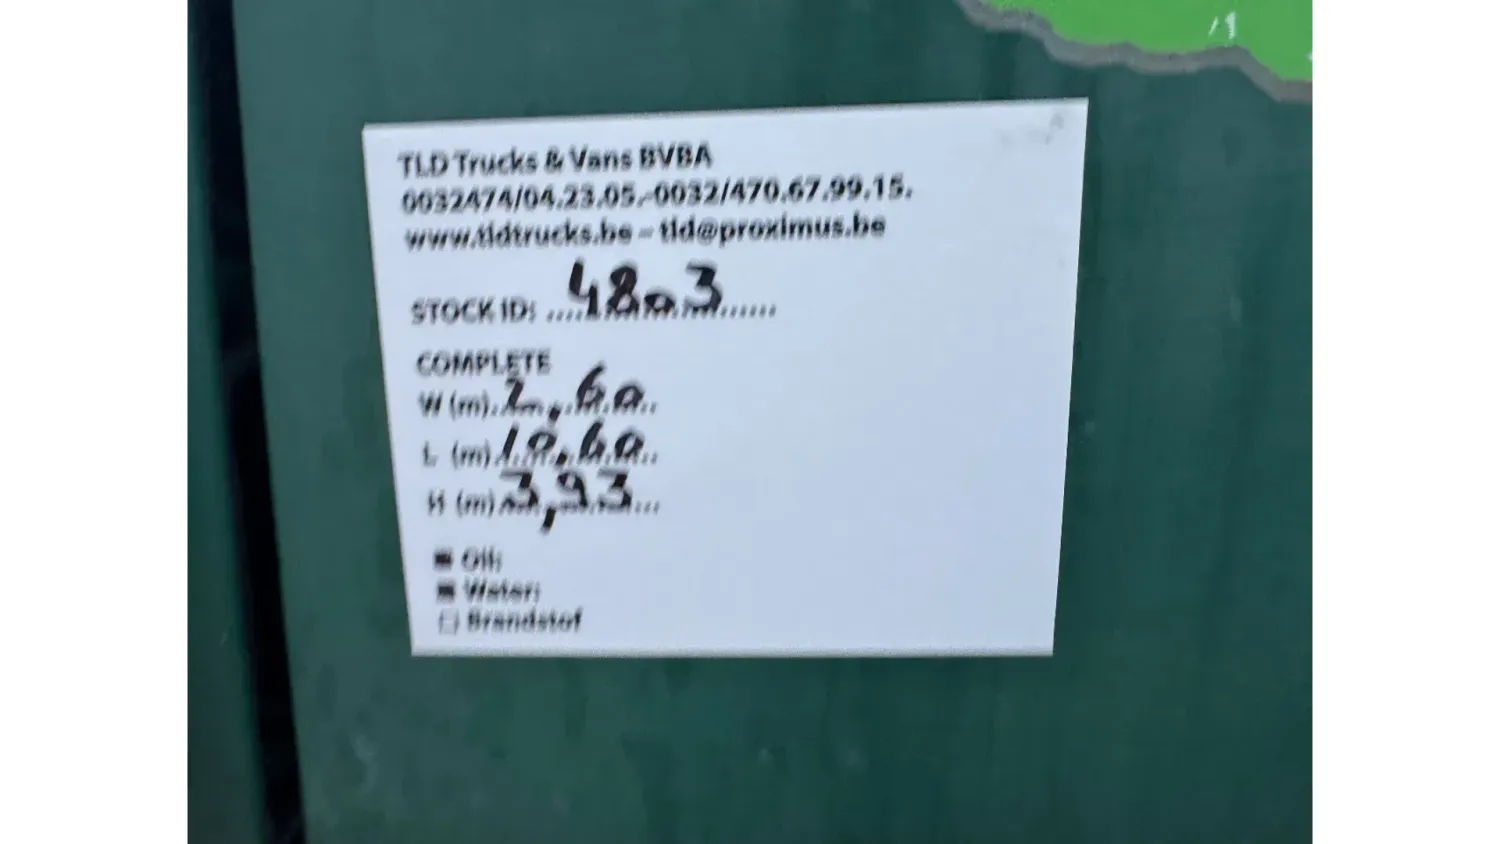 TLD Trucks & Vans BVBA
0032474/04.23.05.-0032/470.67.99.15.
www.tldtrucks.be – tld@proximus.be
STOCK ID: ....4803......
COMPLETE
W (m)..2,60..
L (m).10,60..
H (m).3,93...
■ Oil:
■ Water:
□ Brandstof